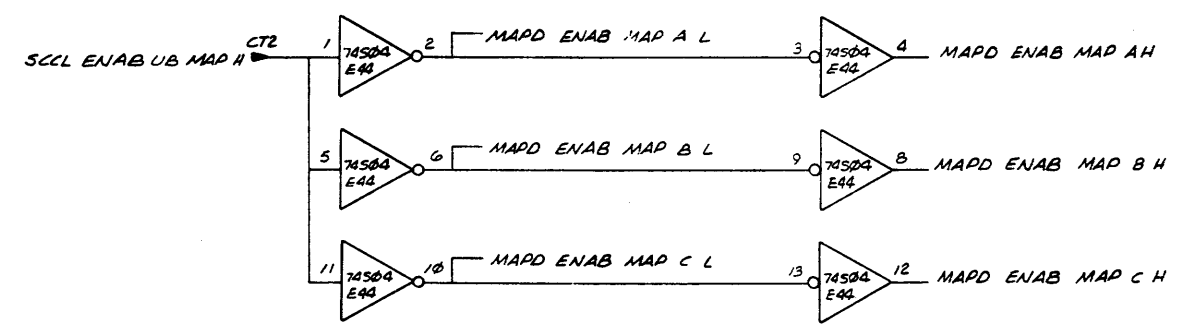 SCCL ENAB UB MAP H
CT2
1
74S04
E44
2
MAPD ENAB MAP A L
3
74S04
E44
4
MAPD ENAB MAP A H
5
74S04
E44
6
MAPD ENAB MAP B L
9
74S04
E44
8
MAPD ENAB MAP B H
11
74S04
E44
10
MAPD ENAB MAP C L
13
74S04
E44
12
MAPD ENAB MAP C H